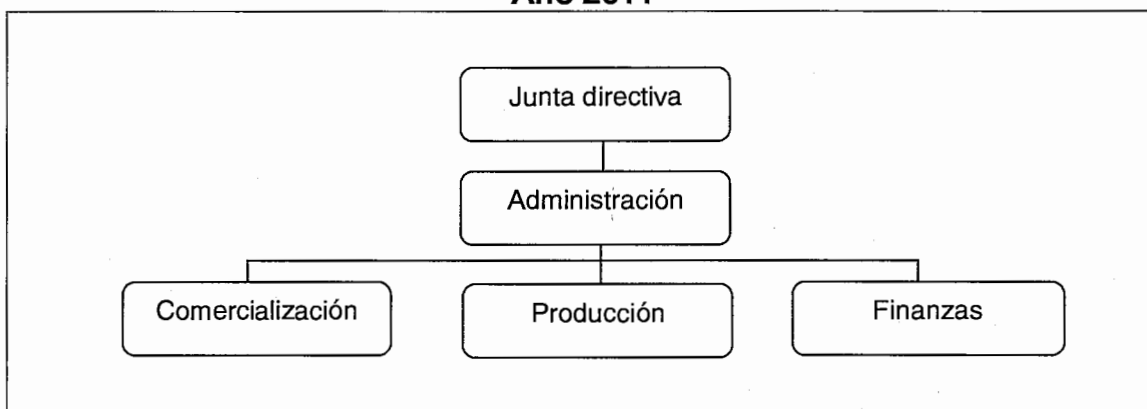 Junta directiva
Administración
Comercialización
Producción
Finanzas